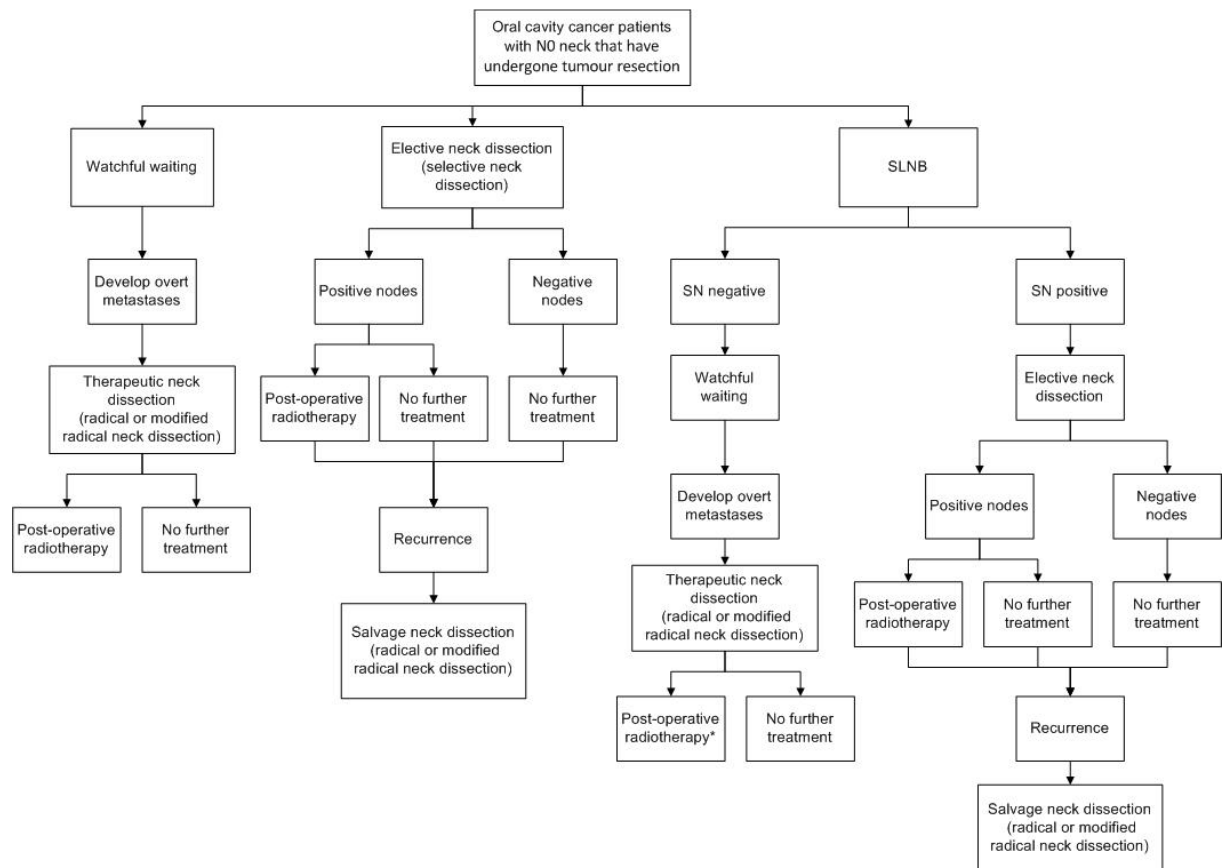 Oral cavity cancer patients
with N0 neck that have
undergone tumour resection
Watchful waiting
Elective neck dissection
(selective neck
dissection)
SLNB
Develop overt
metastases
Positive nodes
Negative
nodes
SN negative
SN positive
Therapeutic neck
dissection
(radical or modified
radical neck dissection)
Post-operative
radiotherapy
No further
treatment
No further
treatment
Watchful
waiting
Elective neck
dissection
Post-operative
radiotherapy
No further
treatment
Recurrence
Develop overt
metastases
Positive nodes
Negative
nodes
Salvage neck dissection
(radical or modified
radical neck dissection)
Therapeutic neck
dissection
(radical or modified
radical neck dissection)
Post-operative
radiotherapy
No further
treatment
No further
treatment
Post-operative
radiotherapy*
No further
treatment
Recurrence
Salvage neck dissection
(radical or modified
radical neck dissection)